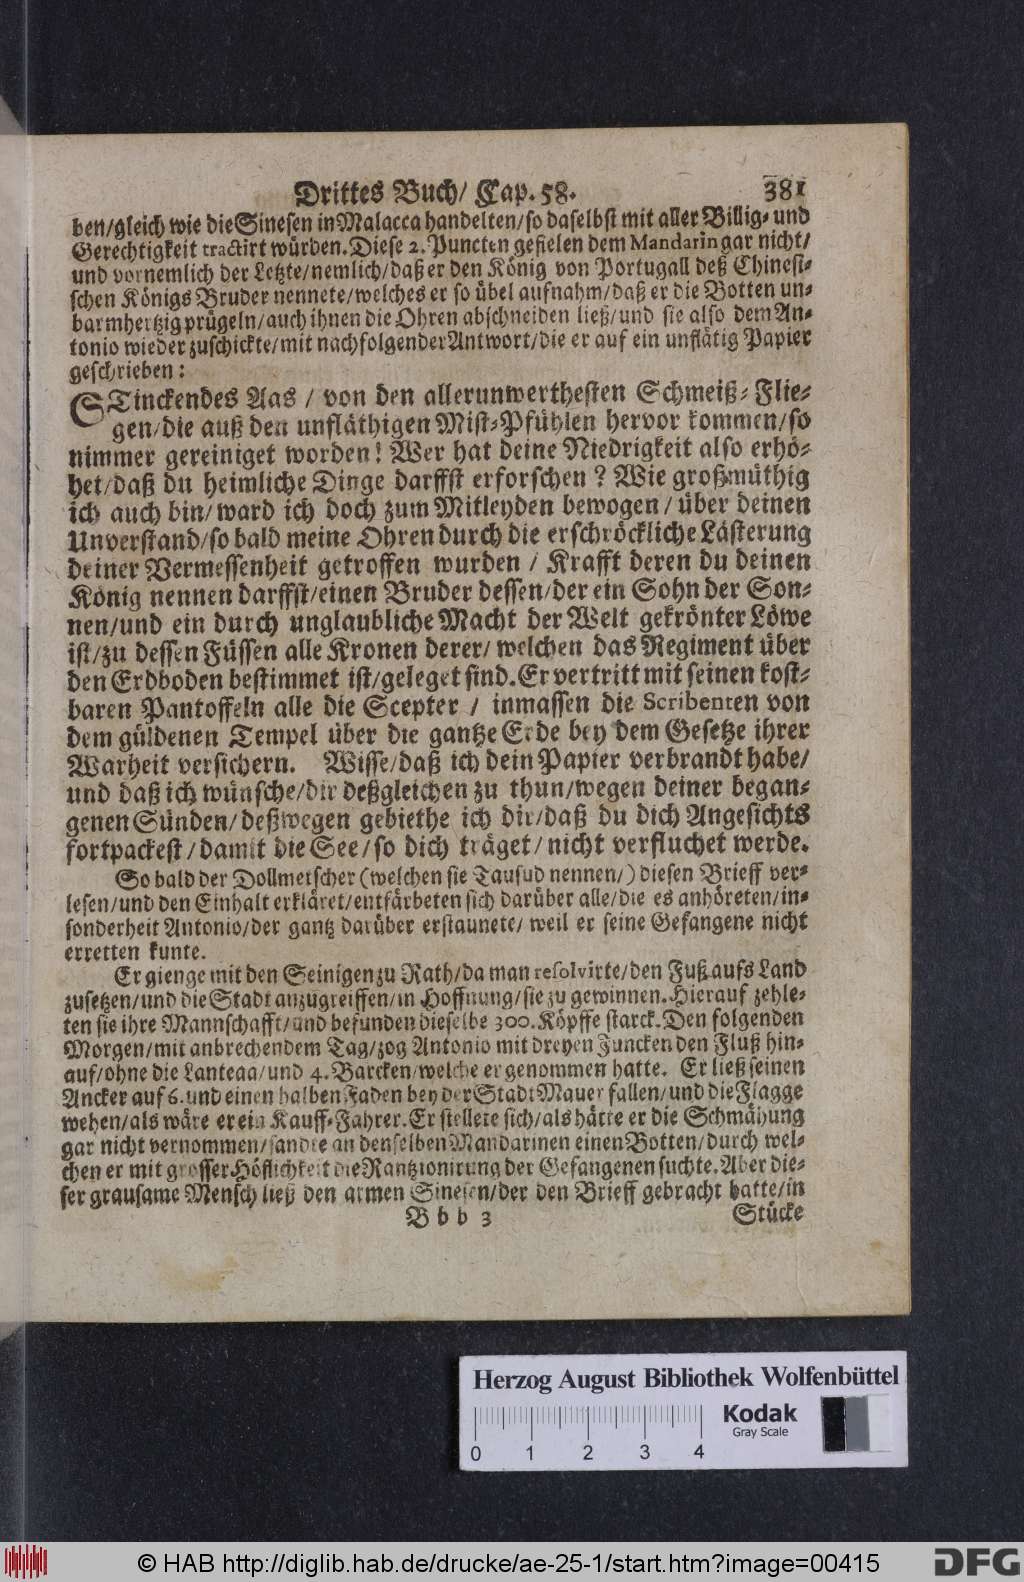 Drittes Buch/ Cap. 58. 381
ben/gleich wie die Sinesen in Malacca handelten/so daselbst mit aller Billig- und
Gerechtigkeit tractirt würden. Diese 2. Puncten gefielen dem Mandarin gar nicht/
und vornemlich der Letzte/nemlich/daß er den König von Portugall deß Chinesi-
schen Königs Bruder nennete/welches er so übel aufnahm/daß er die Botten un-
barmhertzig prügeln/auch ihnen die Ohren abschneiden ließ/und sie also dem An-
tonio wieder zuschickte/mit nachfolgender Antwort/die er auf ein unflätig Papier
geschrieben:
STinckendes Aas / von den allerunwerthesten Schmeiß-Flie-
gen/die auß den unfläthigen Mist-Pfühlen hervor kommen/so
nimmer gereiniget worden! Wer hat deine Niedrigkeit also erhö-
het/daß du heimliche Dinge darffst erforschen? Wie großmüthig
ich auch bin/ward ich doch zum Mitleyden bewogen/über deinen
Unverstand/so bald meine Ohren durch die erschröckliche Lästerung
deiner Vermessenheit getroffen wurden / Krafft deren du deinen
König nennen darffst/einen Bruder dessen/der ein Sohn der Son-
nen/und ein durch unglaubliche Macht der Welt gekrönter Löwe
ist/zu dessen Füssen alle Kronen derer/ welchen das Regiment über
den Erdboden bestimmet ist/geleget sind. Er vertritt mit seinen kost-
baren Pantoffeln alle die Scepter / inmassen die Scribenten von
dem güldenen Tempel über die gantze Erde bey dem Gesetze ihrer
Warheit versichern. Wisse/daß ich dein Papier verbrandt habe/
und daß ich wünsche/dir deßgleichen zu thun/wegen deiner began-
genen Sünden/deßwegen gebiethe ich dir/daß du dich Angesichts
fortpackest/damit die See/so dich träget/nicht verfluchet werde.
So bald der Dollmetscher (welchen sie Tausud nennen/) diesen Brieff ver-
lesen/und den Einhalt erkläret/entfärbeten sich darüber alle/die es anhöreten/in-
sonderheit Antonio/der gantz darüber erstaunete/ weil er seine Gefangene nicht
erretten kunte.
Er gienge mit den Seinigen zu Rath/da man resolvirte/den Fuß aufs Land
zusetzen/und die Stadt anzugreiffen/in Hoffnung/sie zu gewinnen. Hierauf zehle-
ten sie ihre Mannschafft/und befunden dieselbe 300. Köpffe starck. Den folgenden
Morgen/mit anbrechendem Tag/zog Antonio mit dreyen Juncken den Fluß hin-
auf/ohne die Lanteaa/und 4. Barcken/welche er genommen hatte. Er ließ seinen
Ancker auf 6. und einen halben Faden bey der Stadt Mauer fallen/und die Flagge
wehen/als wäre er ein Kauff-Fahrer. Er stellete sich/als hätte er die Schmähung
gar nicht vernommen/sandte an denselben Mandarinen einen Botten/durch wel-
chen er mit grosser Höflichkeit die Rantzionirung der Gefangenen suchte. Aber die-
ser grausame Mensch ließ den armen Sinesen/der den Brieff gebracht hatte/in
Bbb 3 Stücke
Herzog August Bibliothek Wolfenbüttel
Kodak
Gray Scale
0 1 2 3 4
© HAB http://diglib.hab.de/drucke/ae-25-1/start.htm?image=00415
DFG